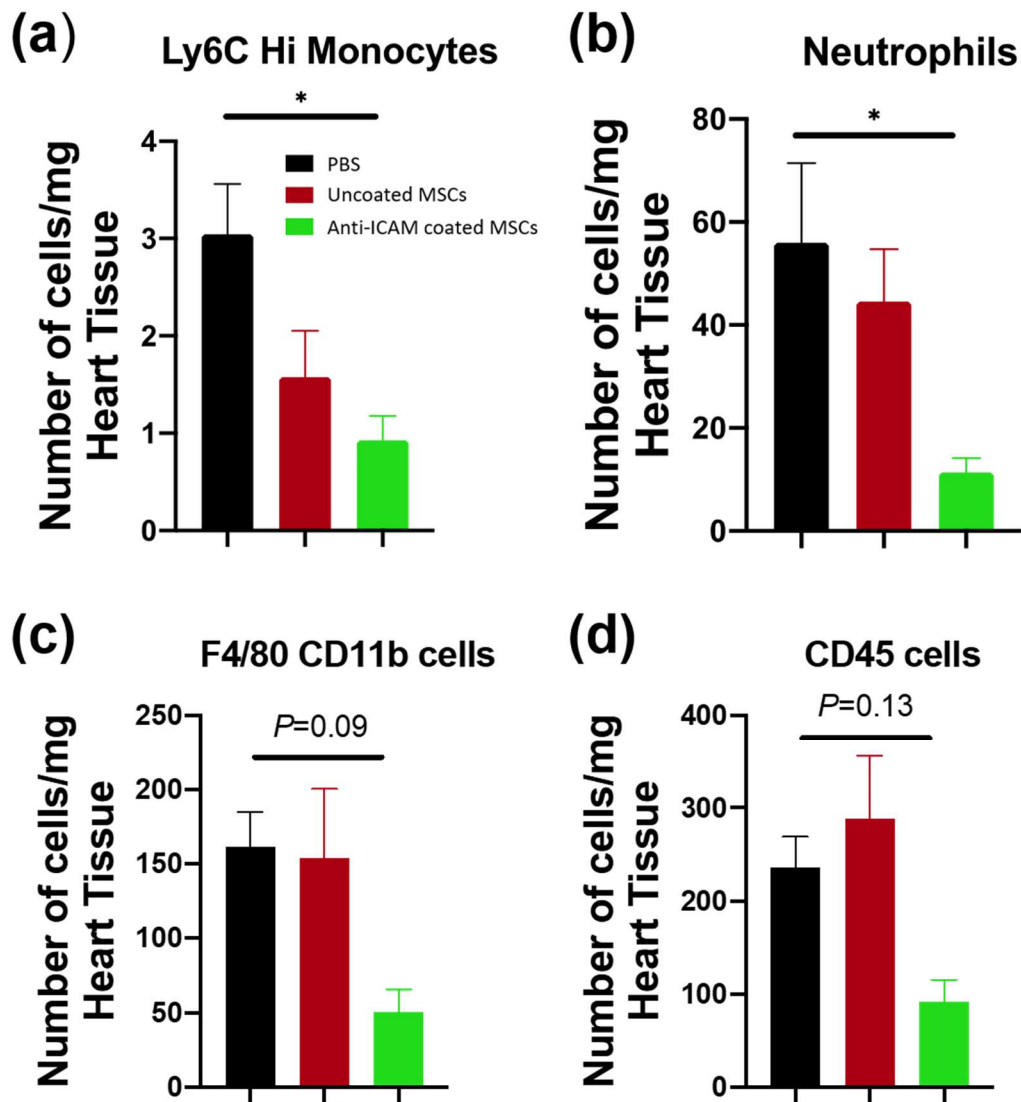 (a)
Ly6C Hi Monocytes
*
Number of cells/mg
Heart Tissue
4
3
2
1
0
PBS
Uncoated MSCs
Anti-ICAM coated MSCs
(b)
Neutrophils
*
Number of cells/mg
Heart Tissue
80
60
40
20
0
(c)
F4/80 CD11b cells
P=0.09
Number of cells/mg
Heart Tissue
250
200
150
100
50
0
(d)
CD45 cells
P=0.13
Number of cells/mg
Heart Tissue
400
300
200
100
0